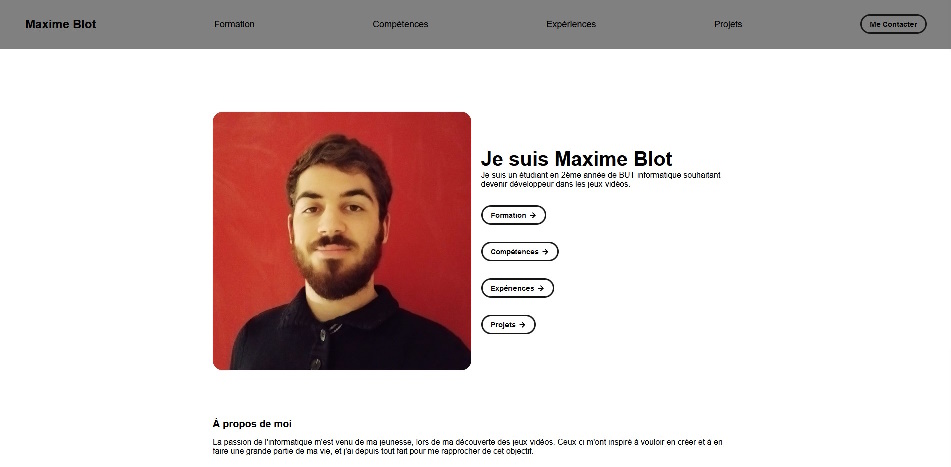 Maxime Blot
Formation
Compétences
Expériences
Projets
Me Contacter
Je suis Maxime Blot
Je suis un étudiant en 2ème année de BUT informatique souhaitant
devenir développeur dans les jeux vidéos.
Formation →
Compétences →
Expériences →
Projets →
À propos de moi
La passion de l'informatique m'est venu de ma jeunesse, lors de ma découverte des jeux vidéos. Ceux ci m'ont inspiré à vouloir en créer et à en
faire une grande partie de ma vie, et j'ai depuis tout fait pour me rapprocher de cet objectif.